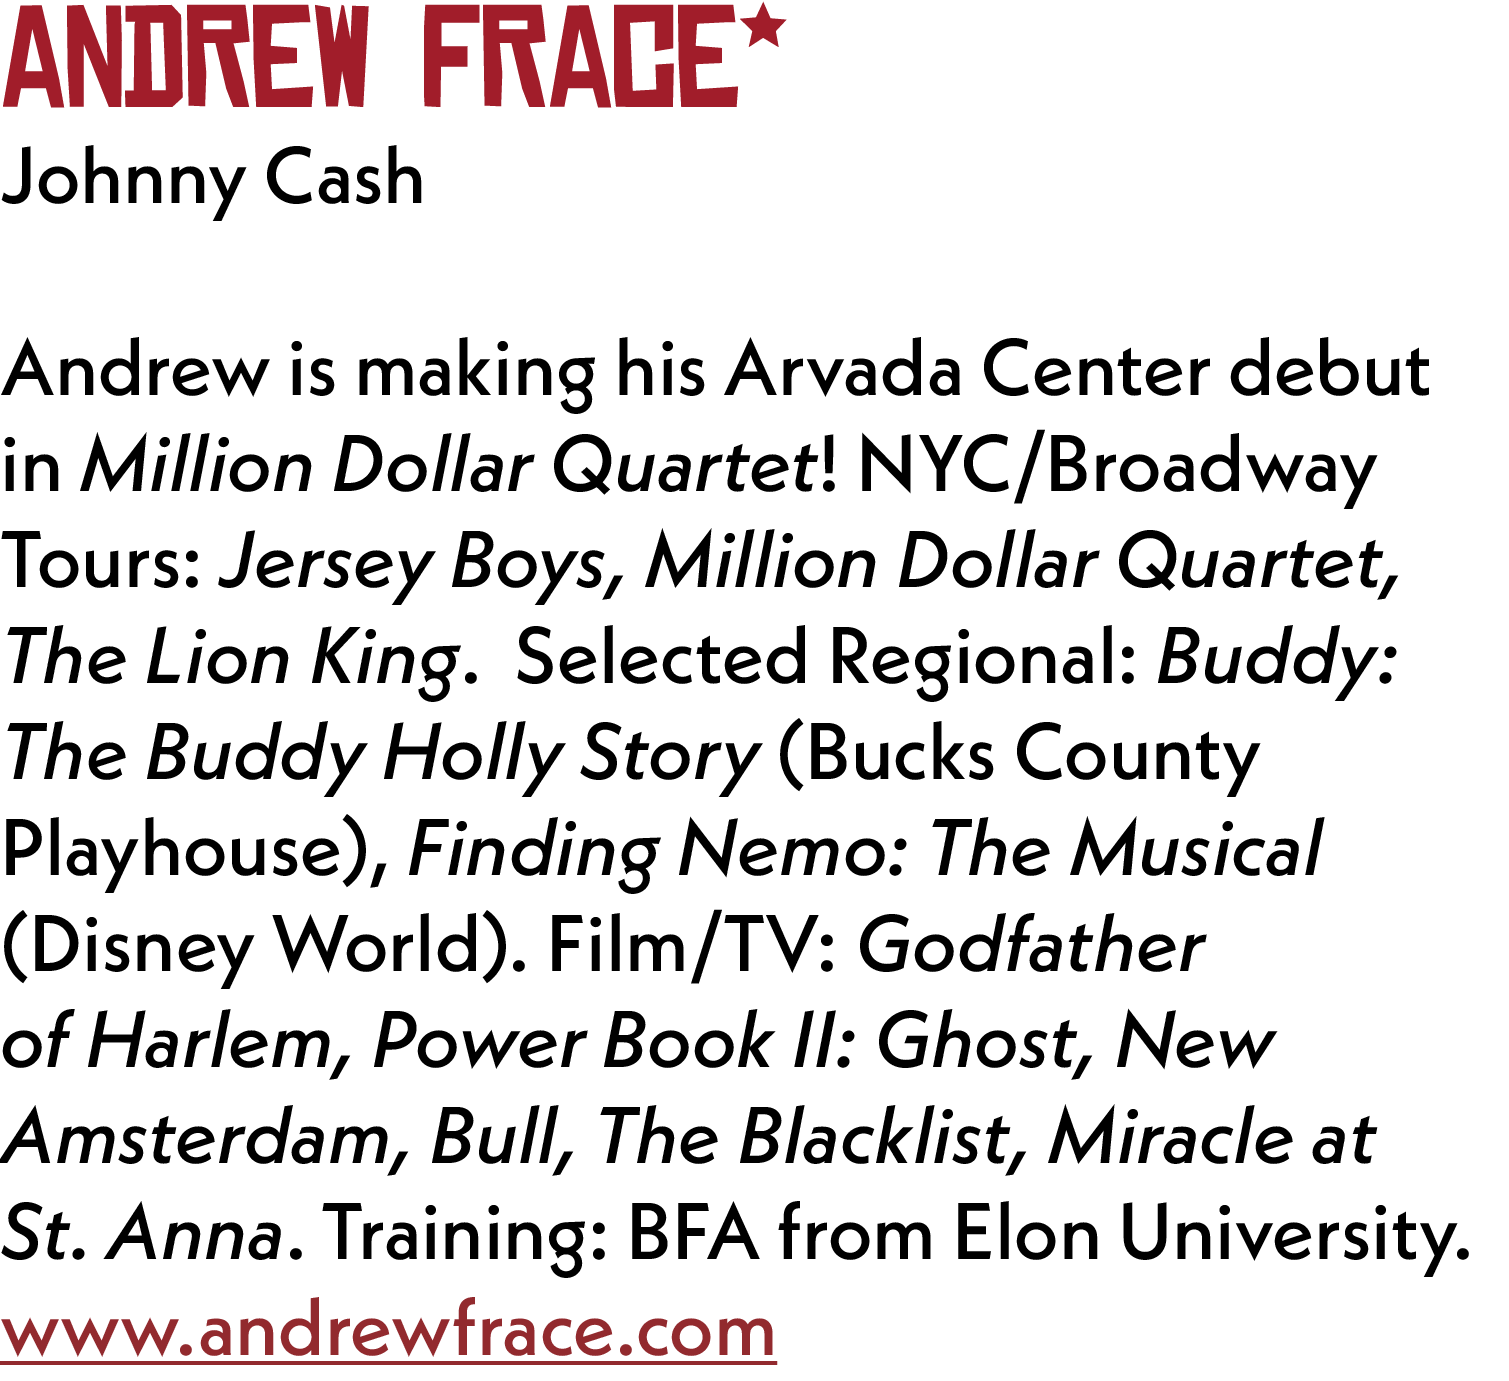 ANDREW FRACE★
Johnny Cash
Andrew is making his Arvada Center debut
in Million Dollar Quartet! NYC/Broadway
Tours: Jersey Boys, Million Dollar Quartet,
The Lion King.  Selected Regional: Buddy:
The Buddy Holly Story (Bucks County
Playhouse), Finding Nemo: The Musical
(Disney World). Film/TV: Godfather
of Harlem, Power Book II: Ghost, New
Amsterdam, Bull, The Blacklist, Miracle at
St. Anna. Training: BFA from Elon University.
www.andrewfrace.com